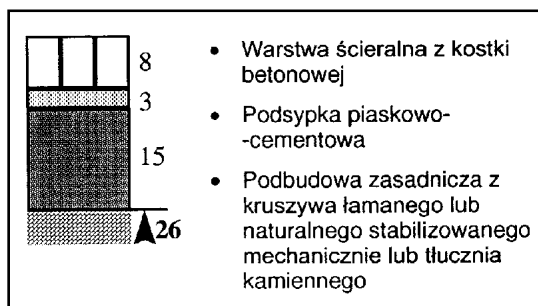 8
3
15
26
• Warstwa ścieralna z kostki
betonowej
• Podsypka piaskowo-
-cementowa
• Podbudowa zasadnicza z
kruszywa łamanego lub
naturalnego stabilizowanego
mechanicznie lub tłucznia
kamiennego